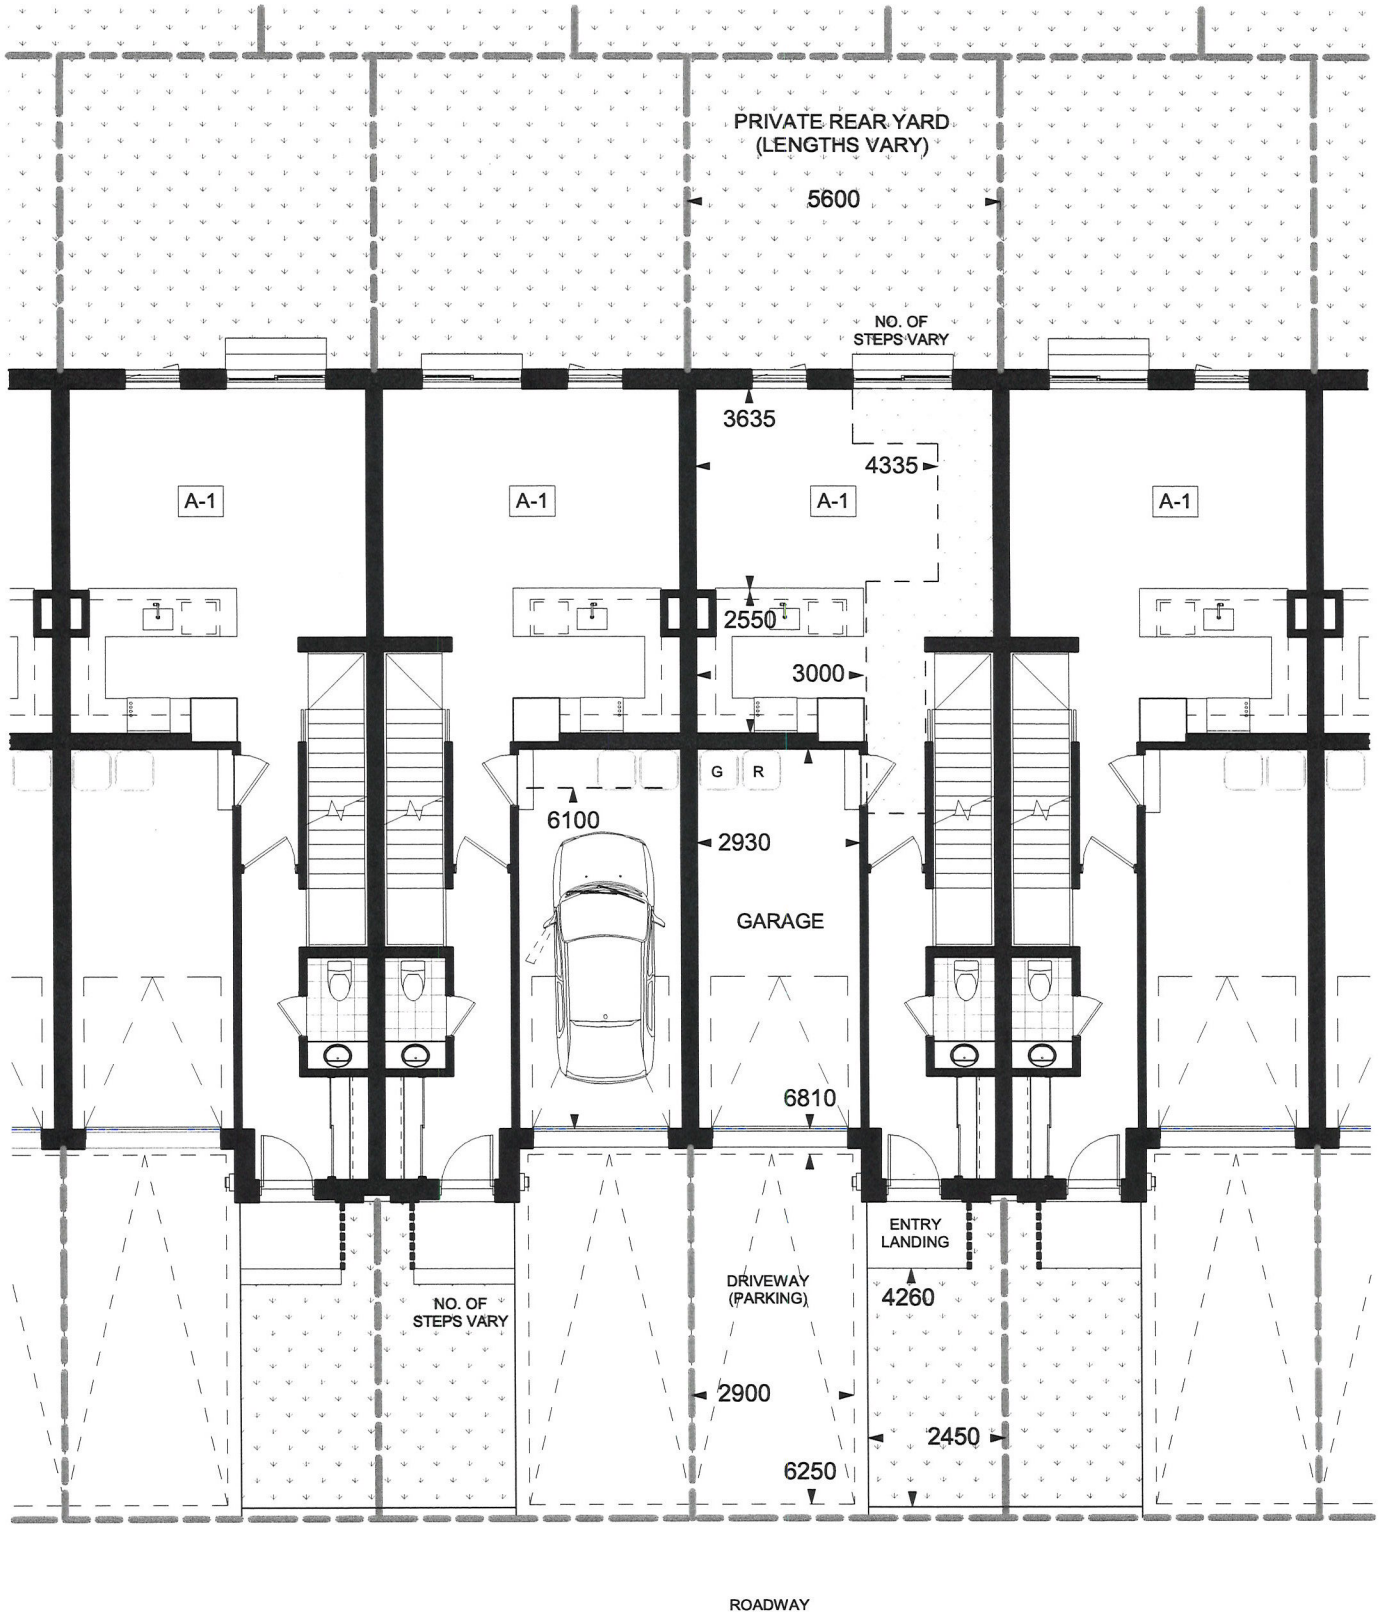 PRIVATE REAR YARD
(LENGTHS VARY)
5600
NO. OF
STEPS VARY
3635
4335
A-1
A-1
A-1
A-1
2550
3000
G
R
6100
2930
GARAGE
6810
ENTRY
LANDING
DRIVEWAY
(PARKING)
4260
NO. OF
STEPS VARY
2900
2450
6250
ROADWAY